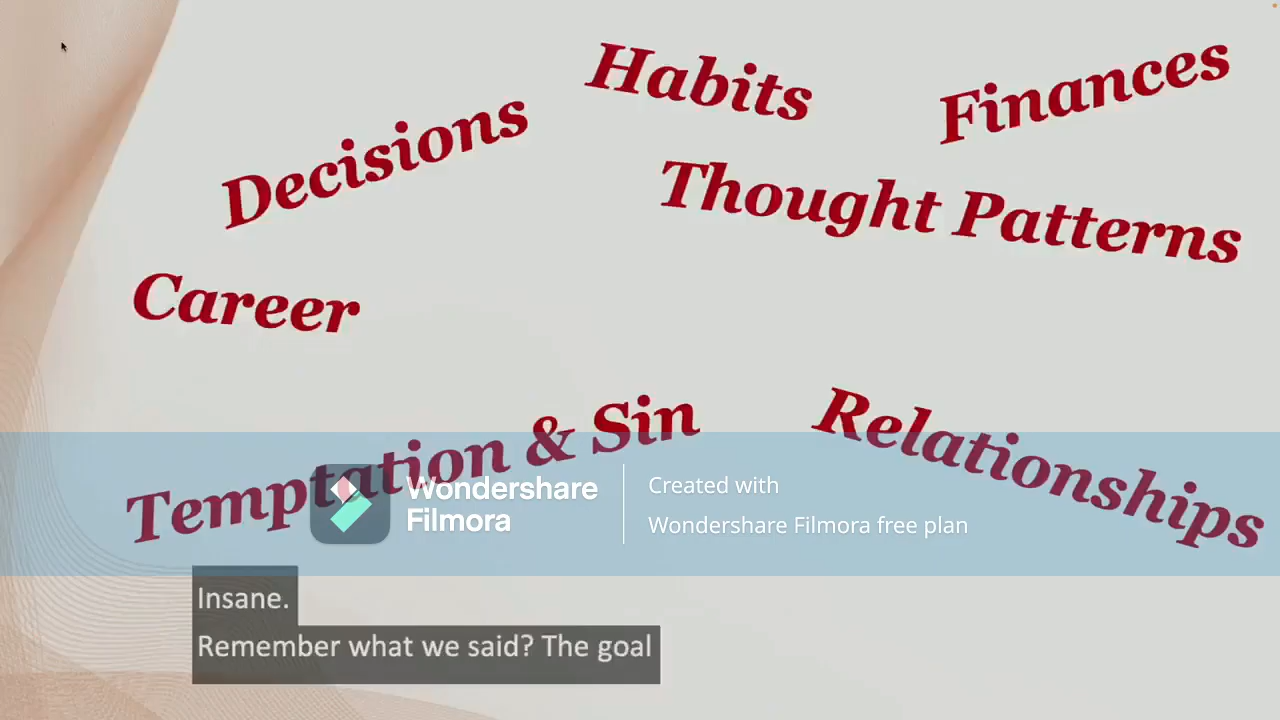 Habits
Finances
Decisions
Thought Patterns
Career
Temptation & Sin
Relationships
Wondershare
Filmora
Created with
Wondershare Filmora free plan
Insane.
Remember what we said? The goal